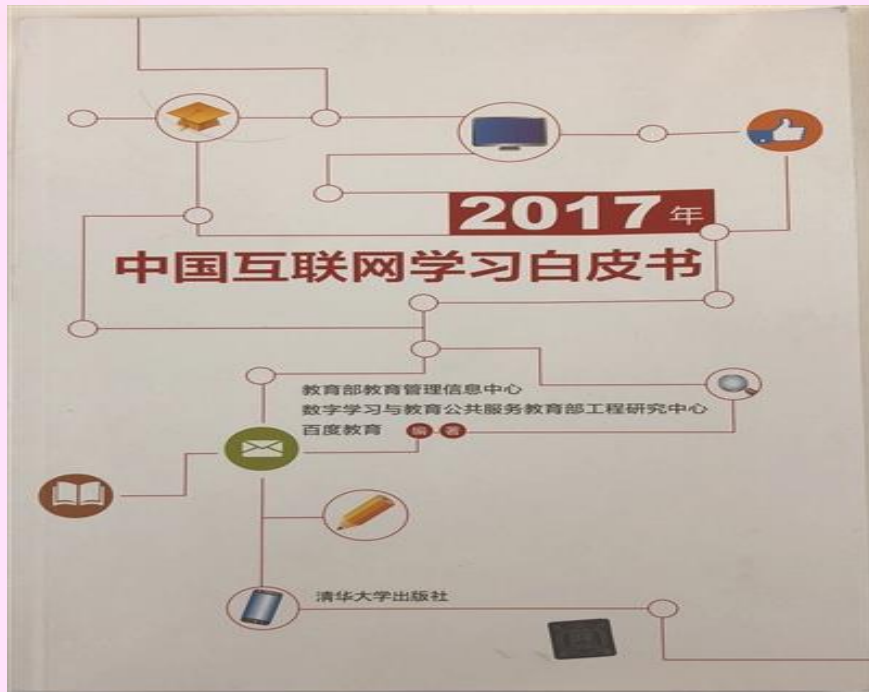 2017年
中国互联网学习白皮书
教育部教育管理信息中心
数字学习与教育公共服务教育部工程研究中心
百度教育 编著
清华大学出版社